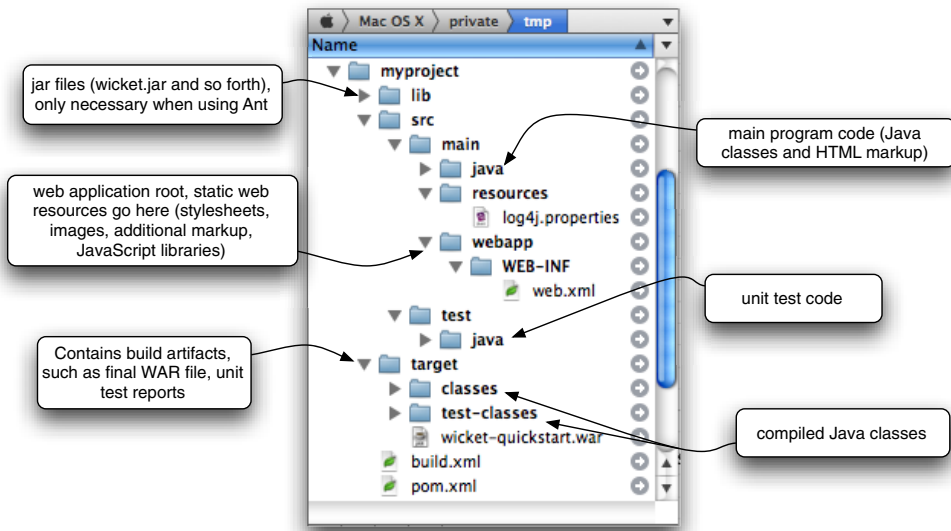 Mac OS X private tmp
Name
myproject
lib
src
main
java
resources
log4j.properties
webapp
WEB-INF
web.xml
test
java
target
classes
test-classes
wicket-quickstart.war
build.xml
pom.xml
jar files (wicket.jar and so forth),
only necessary when using Ant
web application root, static web
resources go here (stylesheets,
images, additional markup,
JavaScript libraries)
Contains build artifacts,
such as final WAR file, unit
test reports
main program code (Java
classes and HTML markup)
unit test code
compiled Java classes